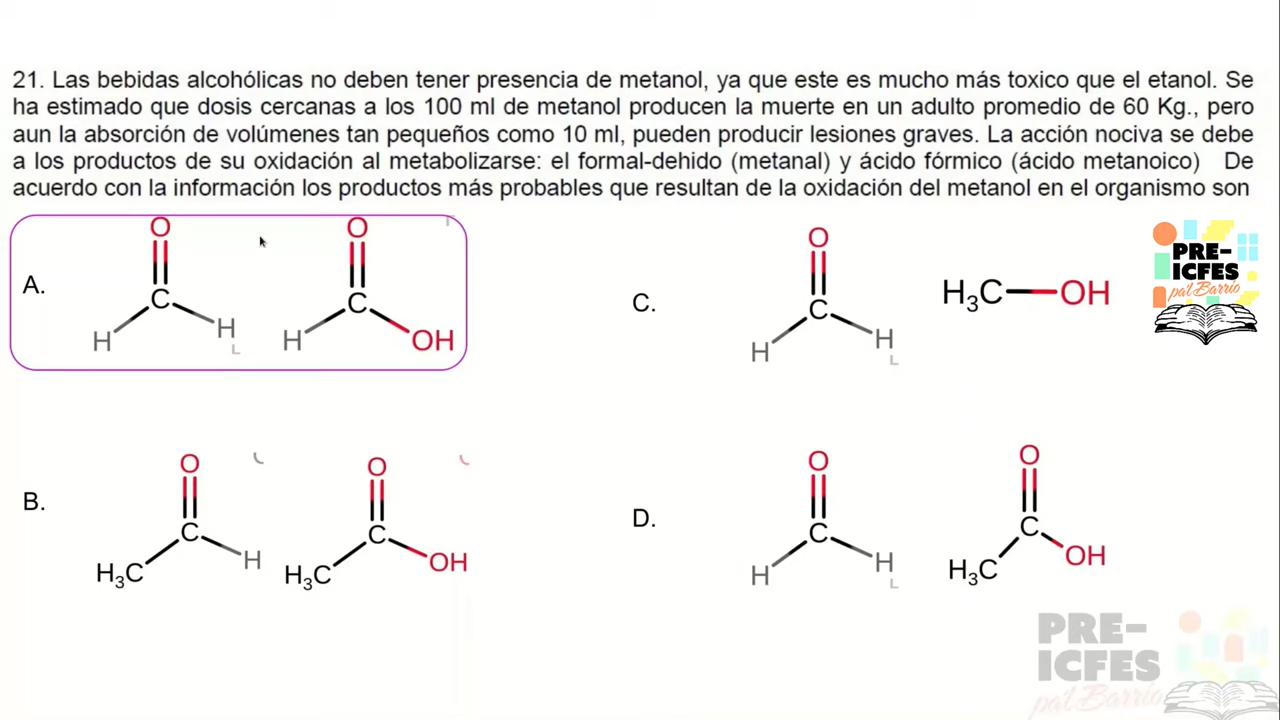 21. Las bebidas alcohólicas no deben tener presencia de metanol, ya que este es mucho más toxico que el etanol. Se
ha estimado que dosis cercanas a los 100 ml de metanol producen la muerte en un adulto promedio de 60 Kg., pero
aun la absorción de volúmenes tan pequeños como 10 ml, pueden producir lesiones graves. La acción nociva se debe
a los productos de su oxidación al metabolizarse: el formal-dehido (metanal) y ácido fórmico (ácido metanoico) De
acuerdo con la información los productos más probables que resultan de la oxidación del metanol en el organismo son
A.
O
C
H
H
O
C
H
OH
C.
O
C
H
H
H₃C
OH
PRE-
ICFES
pa'l Barrio
B.
O
C
H₃C
H
O
C
H₃C
OH
D.
O
C
H
H
O
C
H₃C
OH
PRE-
ICFES
pa'l Barrio